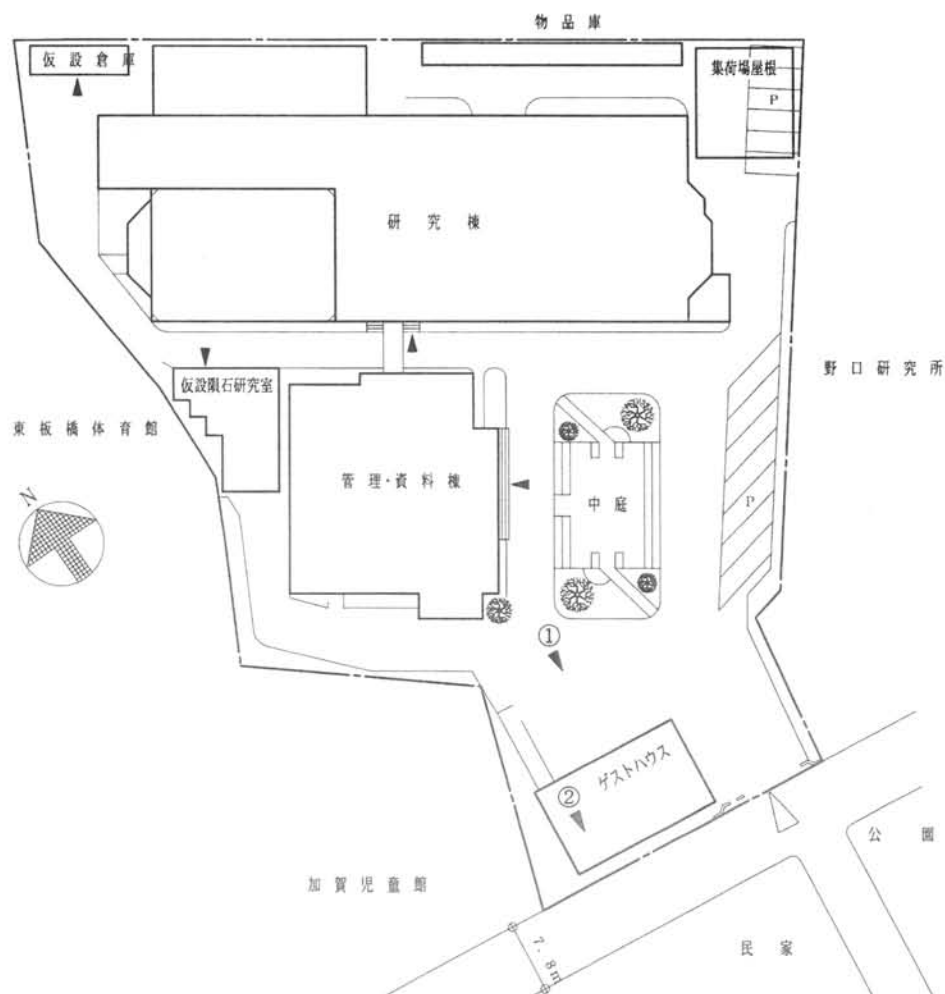 物品庫
仮設倉庫
集荷場屋根
P
研究棟
野口研究所
仮設隕石研究室
東板橋体育館
管理・資料棟
中庭
P
N
①
ゲストハウス
②
公園
加賀児童館
民家
7.8m